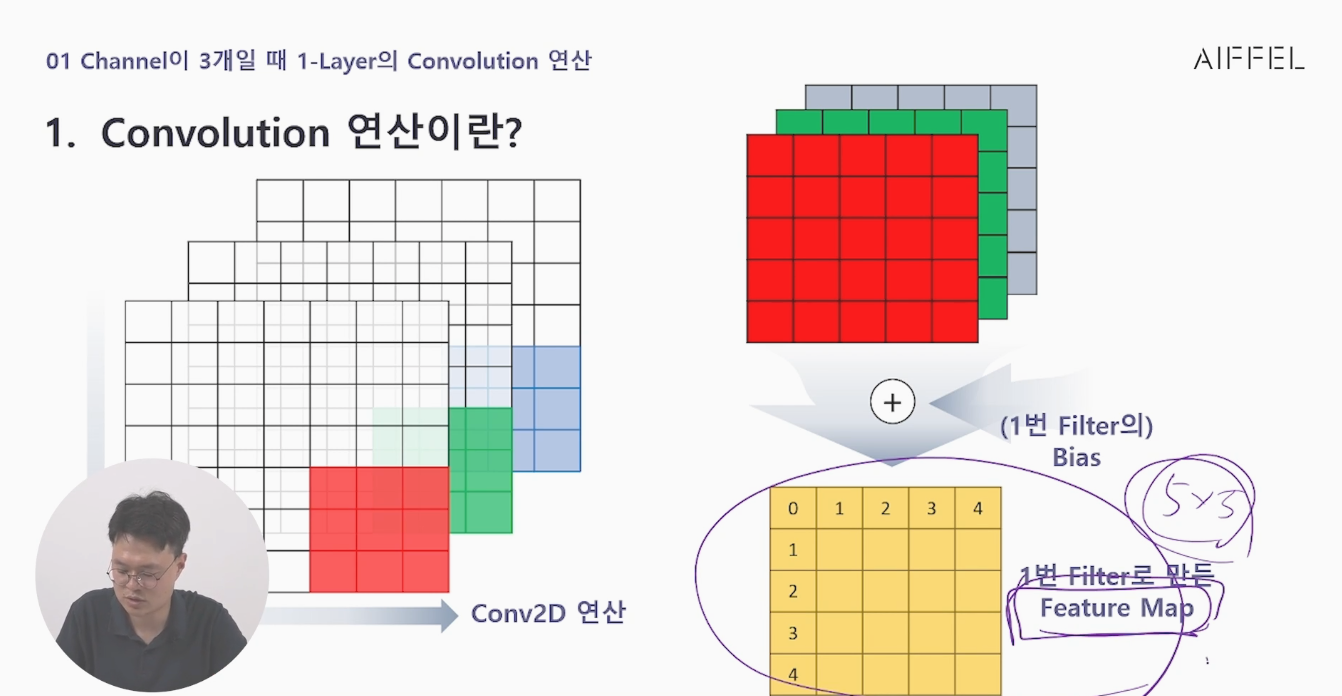 01 Channel이 3개일 때 1-Layer의 Convolution 연산
AIFFEL
1. Convolution 연산이란?
+
(1번 Filter의)
Bias
5×5
0 1 2 3 4
1
2
3
4
1번 Filter로 만든
Feature Map
Conv2D 연산